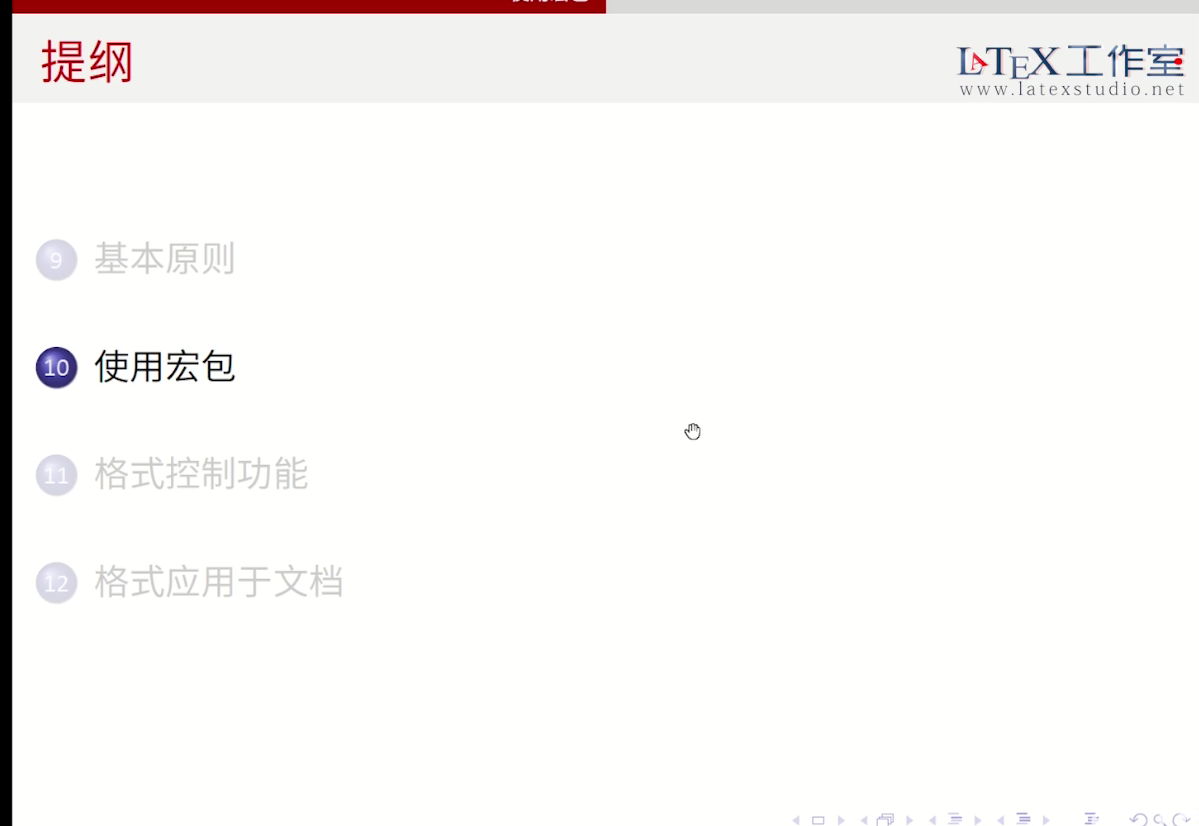 提纲
LATEX工作室
www.latexstudio.net
9 基本原则
10 使用宏包
11 格式控制功能
12 格式应用于文档